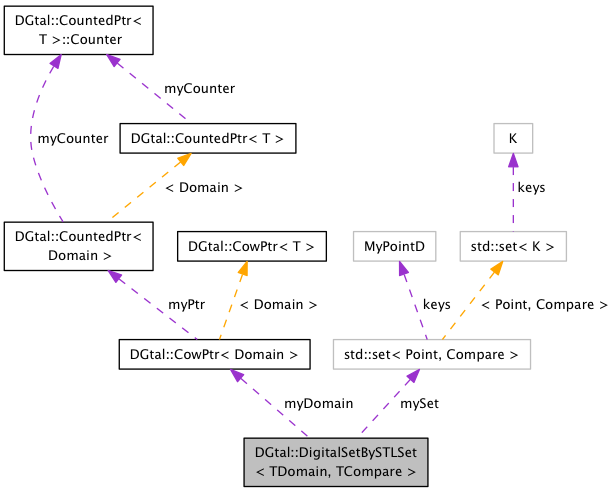 DGtal::CountedPtr<
T >::Counter
myCounter
DGtal::CountedPtr< T >
K
myCounter
< Domain >
keys
DGtal::CountedPtr<
Domain >
DGtal::CowPtr< T >
MyPointD
std::set< K >
myPtr
< Domain >
keys
< Point, Compare >
DGtal::CowPtr< Domain >
std::set< Point, Compare >
myDomain
mySet
DGtal::DigitalSetBySTLSet
< TDomain, TCompare >